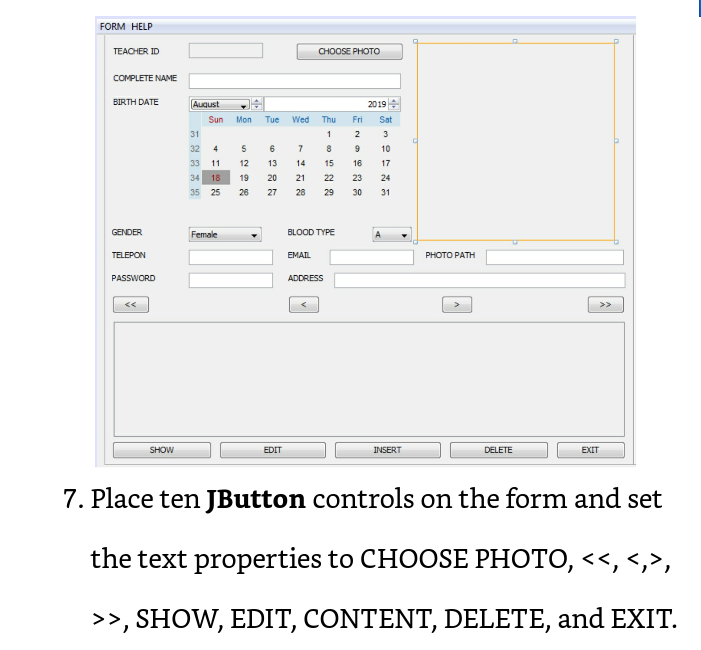 FORM HELP
TEACHER ID CHOOSE PHOTO
COMPLETE NAME
BIRTH DATE August 2019
Sun Mon Tue Wed Thu Fri Sat
31 1 2 3
32 4 5 6 7 8 9 10
33 11 12 13 14 15 16 17
34 18 19 20 21 22 23 24
35 25 26 27 28 29 30 31
GENDER Female BLOOD TYPE A
TELEPON EMAIL PHOTO PATH
PASSWORD ADDRESS
<< < > >>
SHOW EDIT INSERT DELETE EXIT
7. Place ten JButton controls on the form and set
the text properties to CHOOSE PHOTO, <<, <,>,
>>, SHOW, EDIT, CONTENT, DELETE, and EXIT.